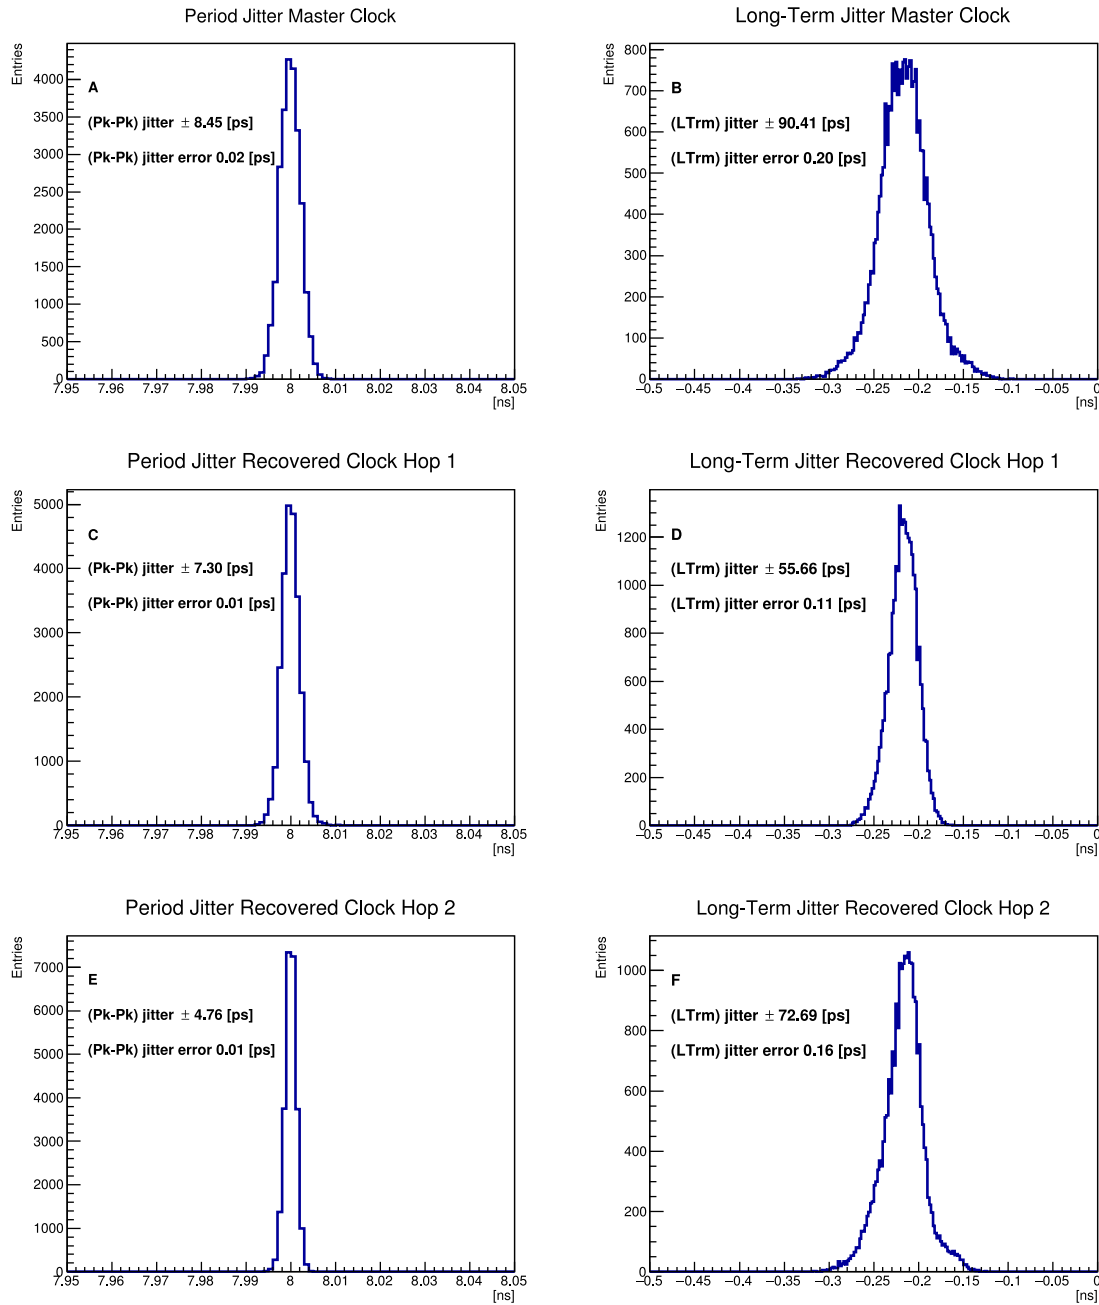 Period Jitter Master Clock
Entries
A
(Pk-Pk) jitter ± 8.45 [ps]
(Pk-Pk) jitter error 0.02 [ps]
4000
3500
3000
2500
2000
1500
1000
500
0
7.95 7.96 7.97 7.98 7.99 8 8.01 8.02 8.03 8.04 8.05
[ns]
Long-Term Jitter Master Clock
Entries
B
(LTrm) jitter ± 90.41 [ps]
(LTrm) jitter error 0.20 [ps]
800
700
600
500
400
300
200
100
0
−0.5 −0.45 −0.4 −0.35 −0.3 −0.25 −0.2 −0.15 −0.1 −0.05 0
[ns]
Period Jitter Recovered Clock Hop 1
Entries
C
(Pk-Pk) jitter ± 7.30 [ps]
(Pk-Pk) jitter error 0.01 [ps]
5000
4000
3000
2000
1000
0
7.95 7.96 7.97 7.98 7.99 8 8.01 8.02 8.03 8.04 8.05
[ns]
Long-Term Jitter Recovered Clock Hop 1
Entries
D
(LTrm) jitter ± 55.66 [ps]
(LTrm) jitter error 0.11 [ps]
1200
1000
800
600
400
200
0
−0.5 −0.45 −0.4 −0.35 −0.3 −0.25 −0.2 −0.15 −0.1 −0.05 0
[ns]
Period Jitter Recovered Clock Hop 2
Entries
E
(Pk-Pk) jitter ± 4.76 [ps]
(Pk-Pk) jitter error 0.01 [ps]
7000
6000
5000
4000
3000
2000
1000
0
7.95 7.96 7.97 7.98 7.99 8 8.01 8.02 8.03 8.04 8.05
[ns]
Long-Term Jitter Recovered Clock Hop 2
Entries
F
(LTrm) jitter ± 72.69 [ps]
(LTrm) jitter error 0.16 [ps]
1000
800
600
400
200
0
−0.5 −0.45 −0.4 −0.35 −0.3 −0.25 −0.2 −0.15 −0.1 −0.05 0
[ns]